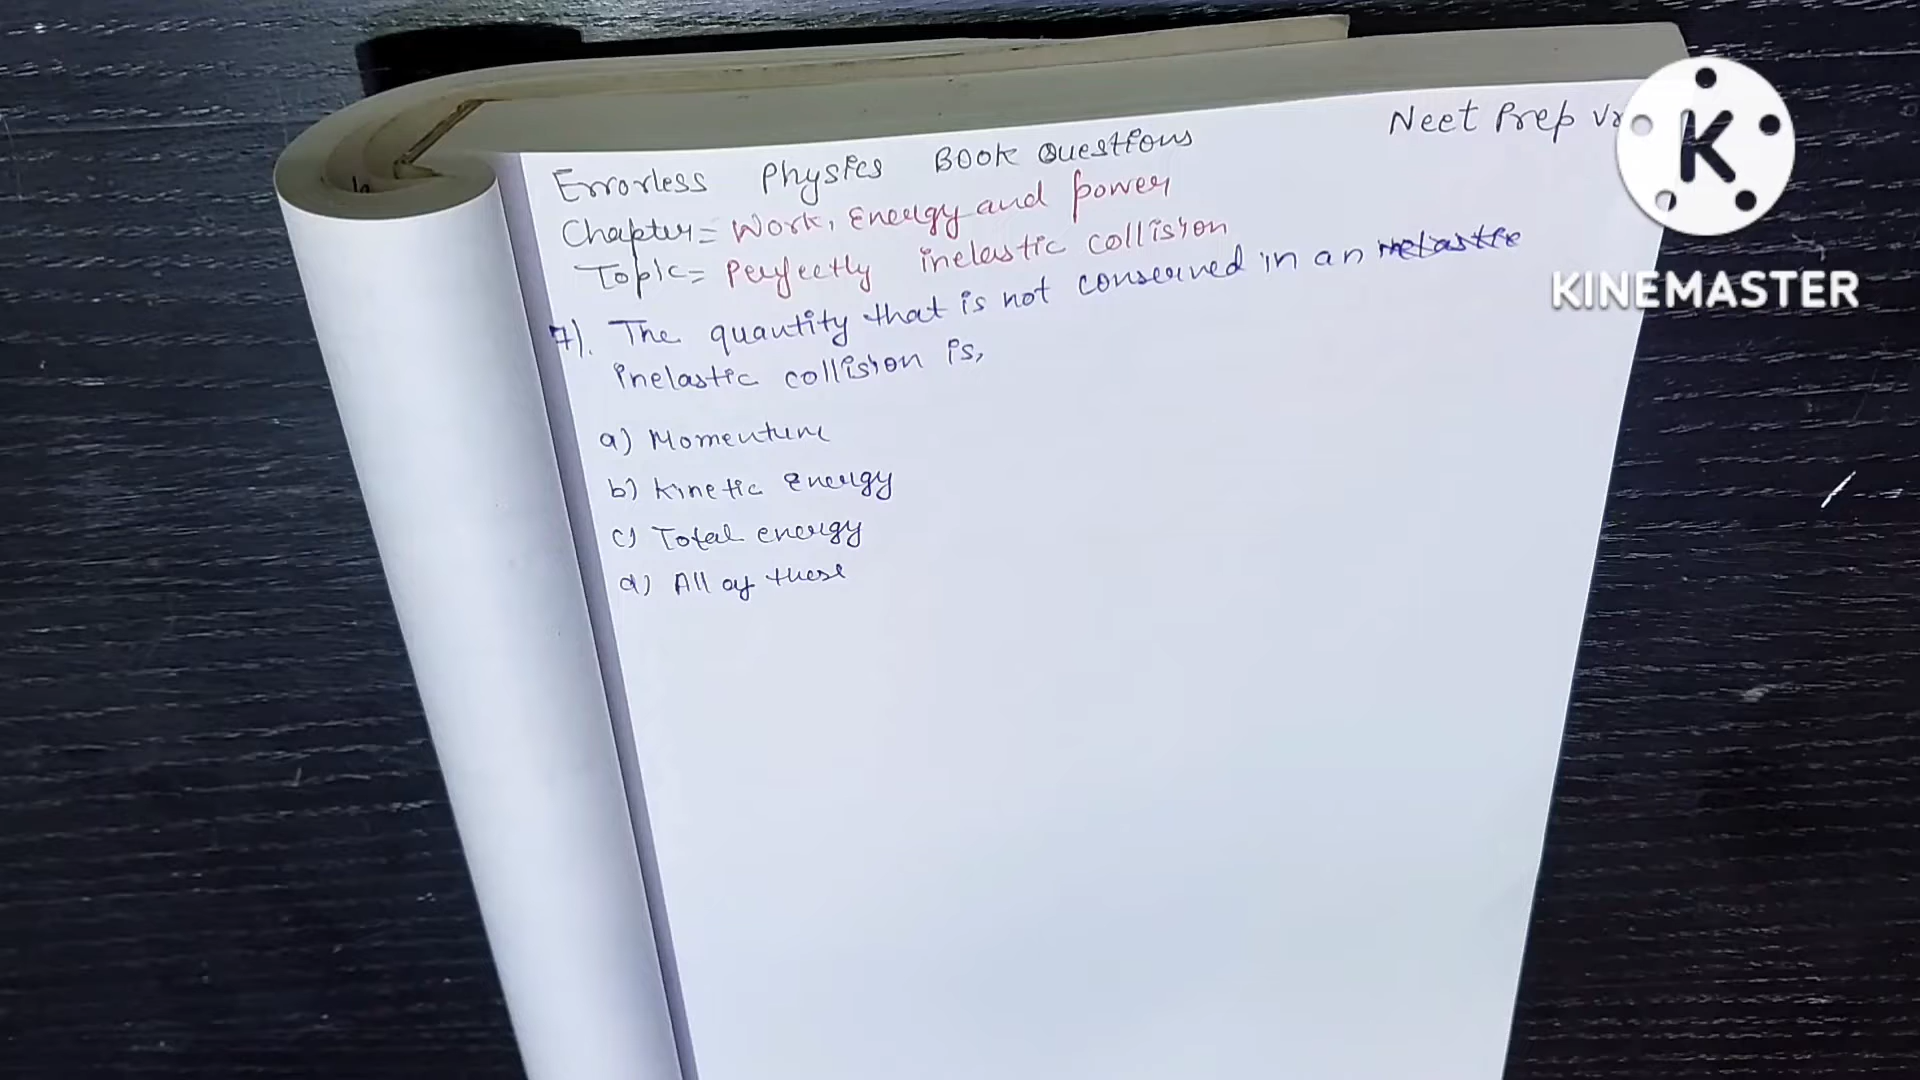 Neet Prep
Errorless Physics Book Questions
Chapter = Work, Energy and power
Topic = Perfectly inelastic collision
7). The quantity that is not conserved in an
inelastic collision is,
a) Momentum
b) Kinetic energy
c) Total energy
d) All of these
K
KINEMASTER